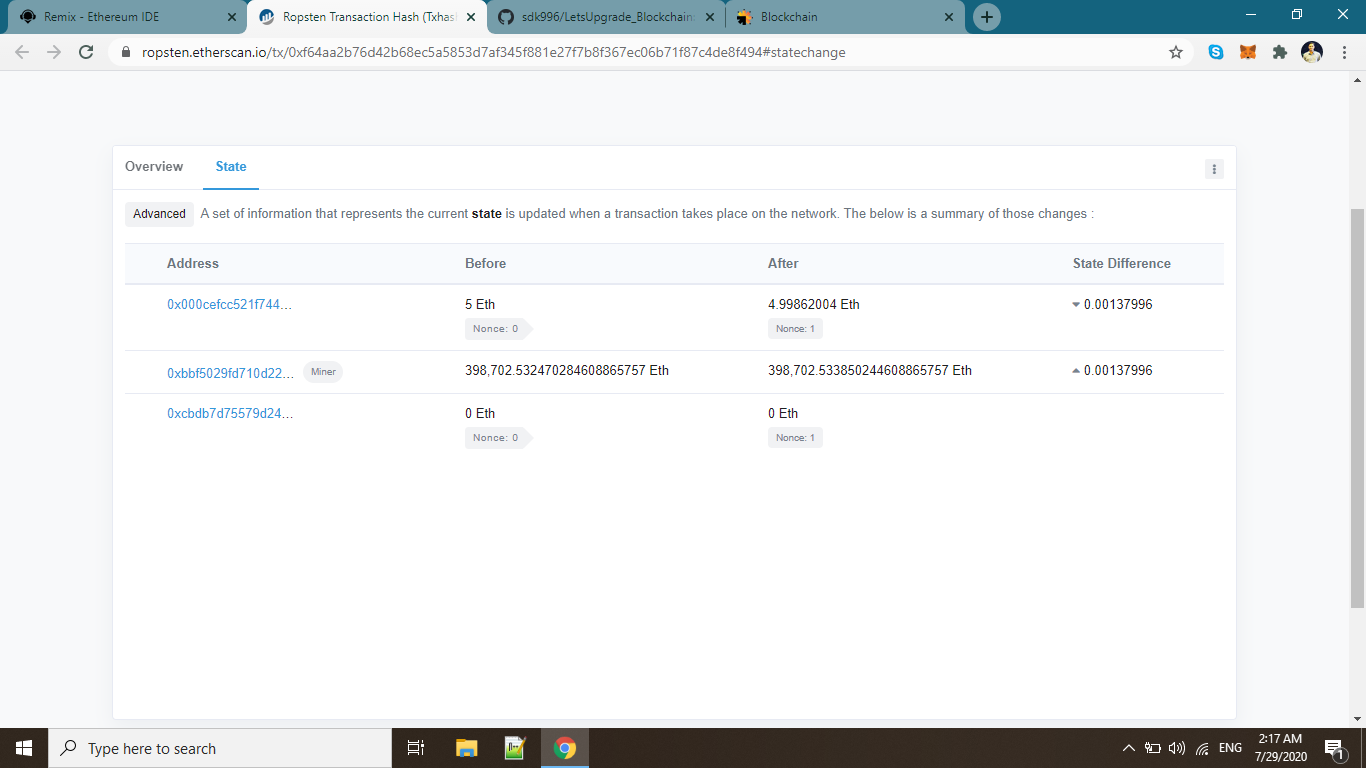 Remix - Ethereum IDE
Ropsten Transaction Hash (Txhas
sdk996/LetsUpgrade_Blockchain
Blockchain
ropsten.etherscan.io/tx/0xf64aa2b76d42b68ec5a5853d7af345f881e27f7b8f367ec06b71f87c4de8f494#statechange
Overview State
Advanced A set of information that represents the current state is updated when a transaction takes place on the network. The below is a summary of those changes :
Address Before After State Difference
0x000cefcc521f744... 5 Eth 4.99862004 Eth 0.00137996
Nonce: 0 Nonce: 1
0xbbf5029fd710d22... Miner 398,702.532470284608865757 Eth 398,702.533850244608865757 Eth 0.00137996
0xcbdb7d75579d24... 0 Eth 0 Eth
Nonce: 0 Nonce: 1
Type here to search
ENG
2:17 AM
7/29/2020
1